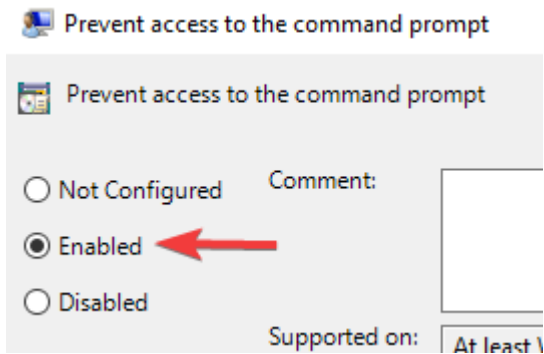 Prevent access to the command prompt
Prevent access to the command prompt
Not Configured
Comment:
Enabled
Disabled
Supported on:
At least